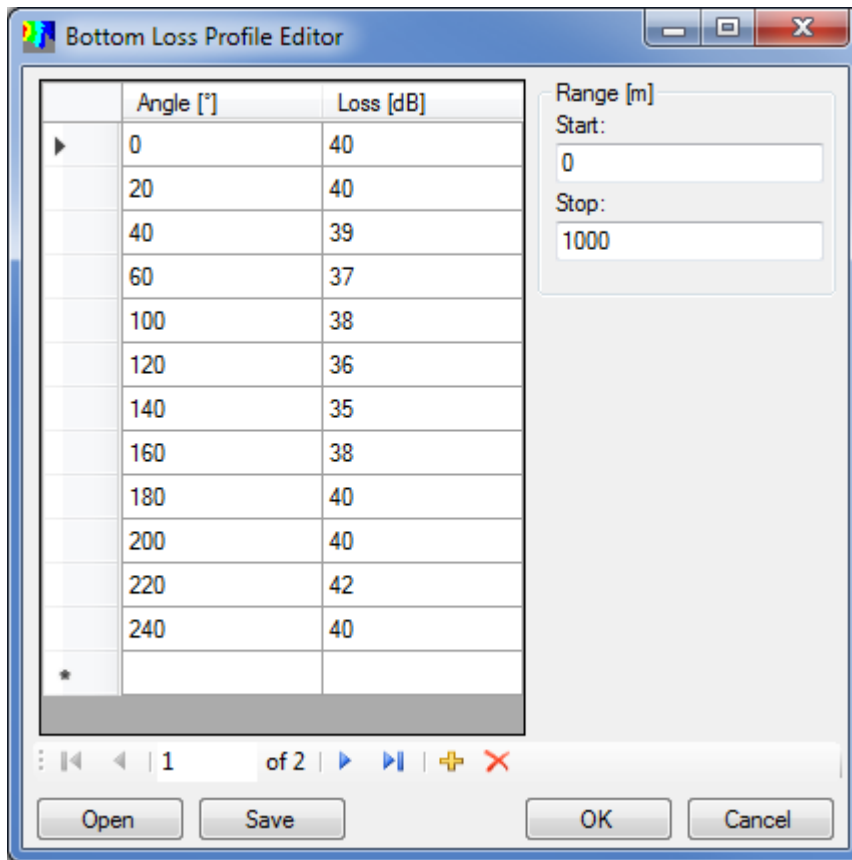 Bottom Loss Profile Editor
Angle [°] Loss [dB]
0 40
20 40
40 39
60 37
100 38
120 36
140 35
160 38
180 40
200 40
220 42
240 40
*
Range [m]
Start:
0
Stop:
1000
1 of 2
Open Save OK Cancel